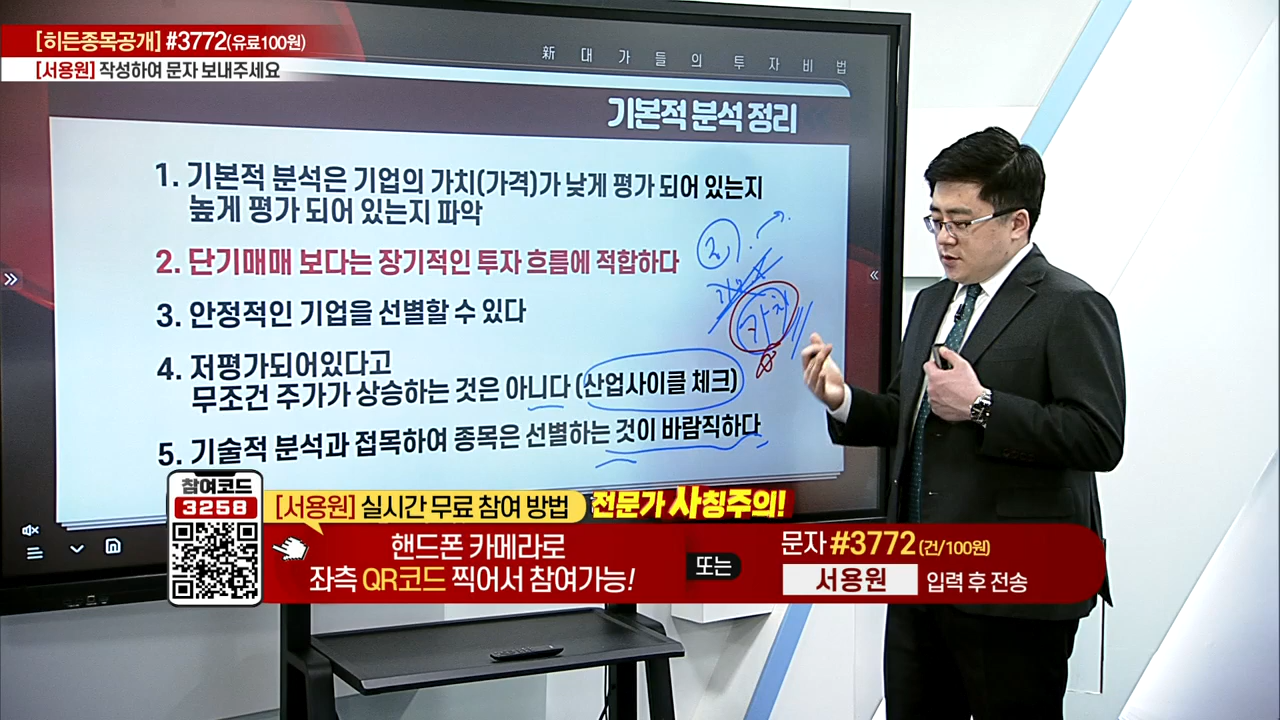 [히든종목공개] #3772(유료100원)
[서용원] 작성하여 문자 보내주세요
新 대 가 들 의 투 자 비 법
기본적 분석 정리
1. 기본적 분석은 기업의 가치(가격)가 낮게 평가 되어 있는지
높게 평가 되어 있는지 파악
2. 단기매매 보다는 장기적인 투자 흐름에 적합하다
3. 안정적인 기업을 선별할 수 있다
4. 저평가되어있다고
무조건 주가가 상승하는 것은 아니다 (산업사이클 체크)
5. 기술적 분석과 접목하여 종목은 선별하는 것이 바람직하다
가치
참여코드
3258
[서용원] 실시간 무료 참여 방법
전문가 사칭주의!
핸드폰 카메라로
좌측 QR코드 찍어서 참여가능!
또는
문자 #3772 (건/100원)
서용원 입력 후 전송